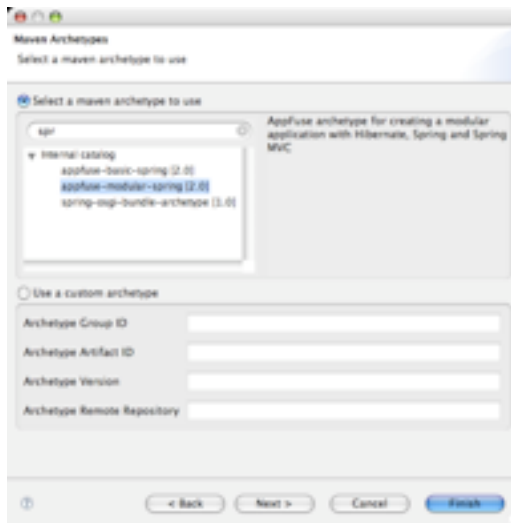 Maven Archetypes
Select a maven archetype to use
Select a maven archetype to use
spr
Internal catalog
appfuse-basic-spring [2.0]
appfuse-modular-spring [2.0]
spring-osgi-bundle-archetype [1.0]
AppFuse archetype for creating a modular
application with Hibernate, Spring and Spring
MVC
Use a custom archetype
Archetype Group ID
Archetype Artifact ID
Archetype Version
Archetype Remote Repository
?
< Back
Next >
Cancel
Finish